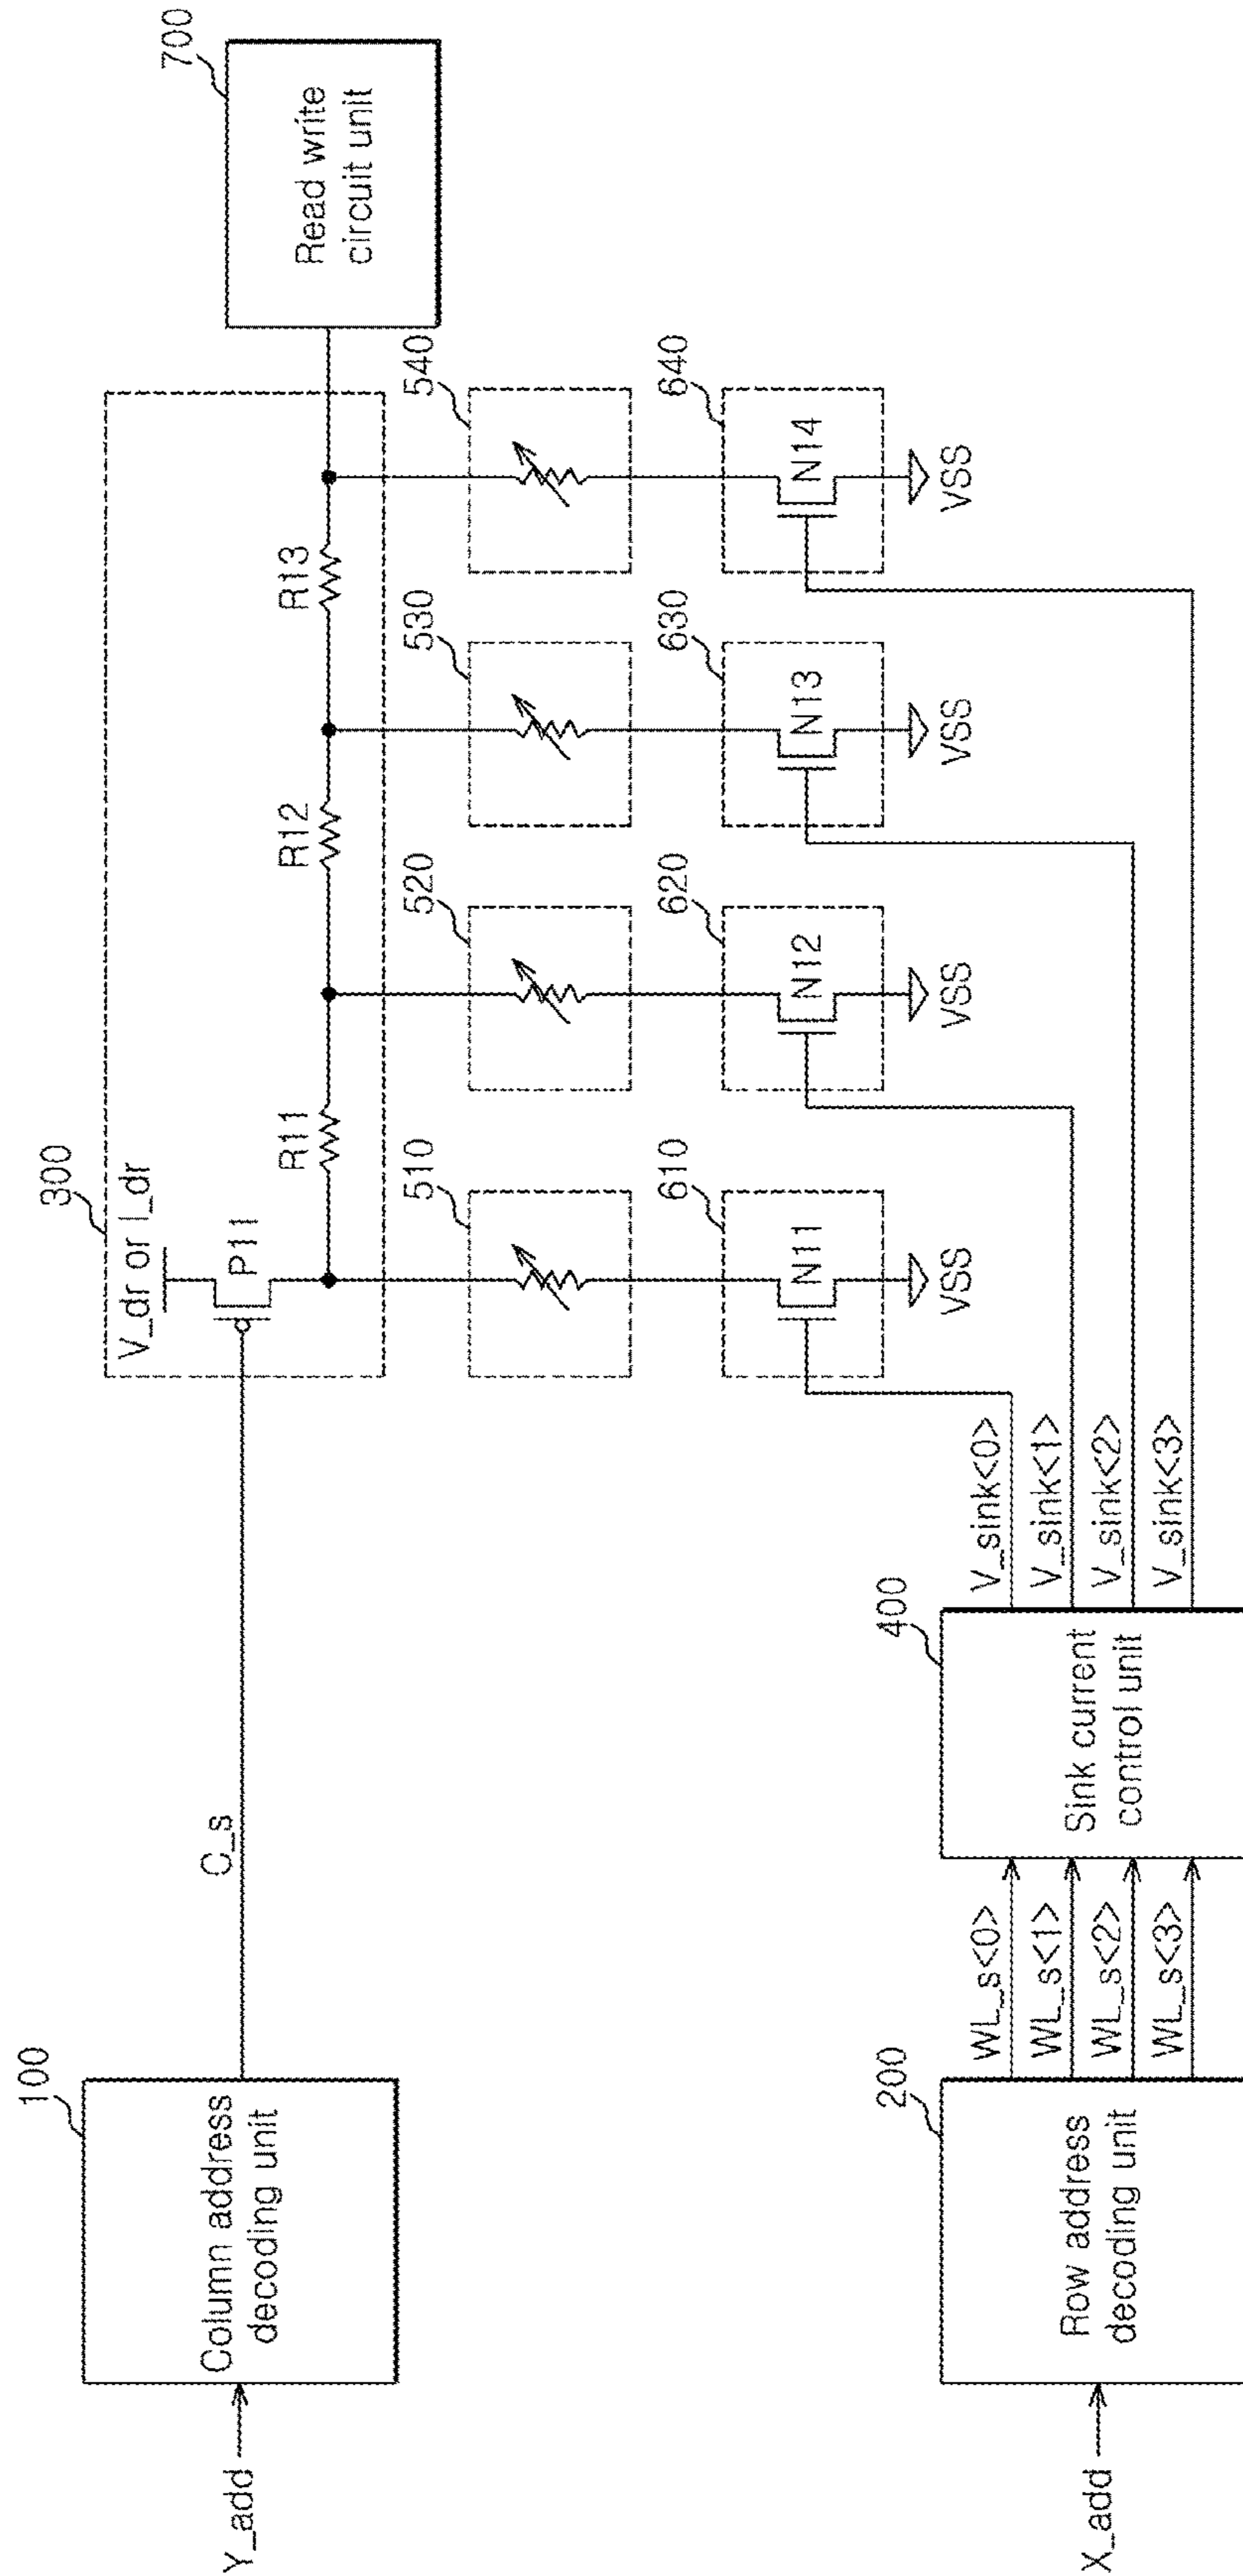 Y_add
100
Column address
decoding unit
C_s
300
V_dr or I_dr
P11
R11
R12
R13
700
Read write
circuit unit
510
520
530
540
610
N11
VSS
620
N12
VSS
630
N13
VSS
640
N14
VSS
X_add
200
Row address
decoding unit
WL_s<0>
WL_s<1>
WL_s<2>
WL_s<3>
400
Sink current
control unit
V_sink<0>
V_sink<1>
V_sink<2>
V_sink<3>